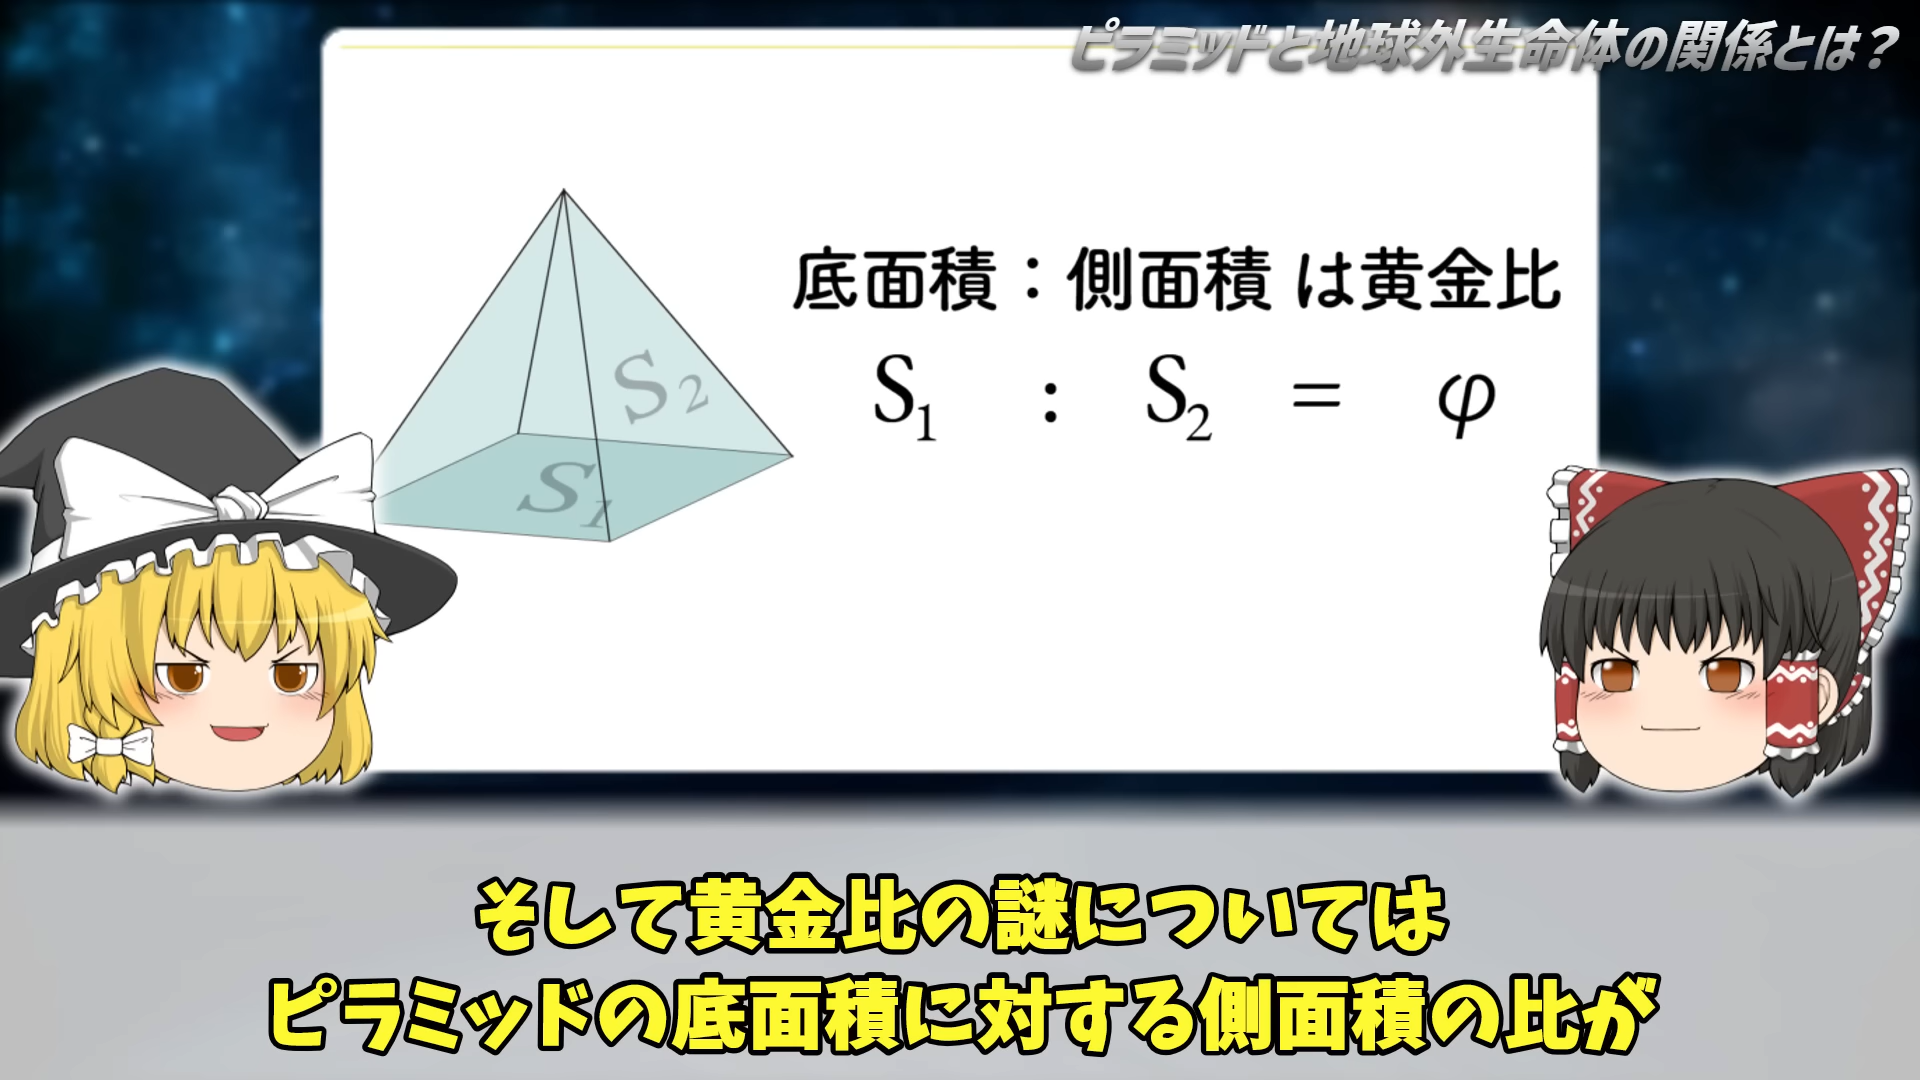 ピラミッドと地球外生命体の関係とは？
底面積：側面積 は黄金比
S1 : S2 = φ
S2
S1
そして黄金比の謎については
ピラミッドの底面積に対する側面積の比が